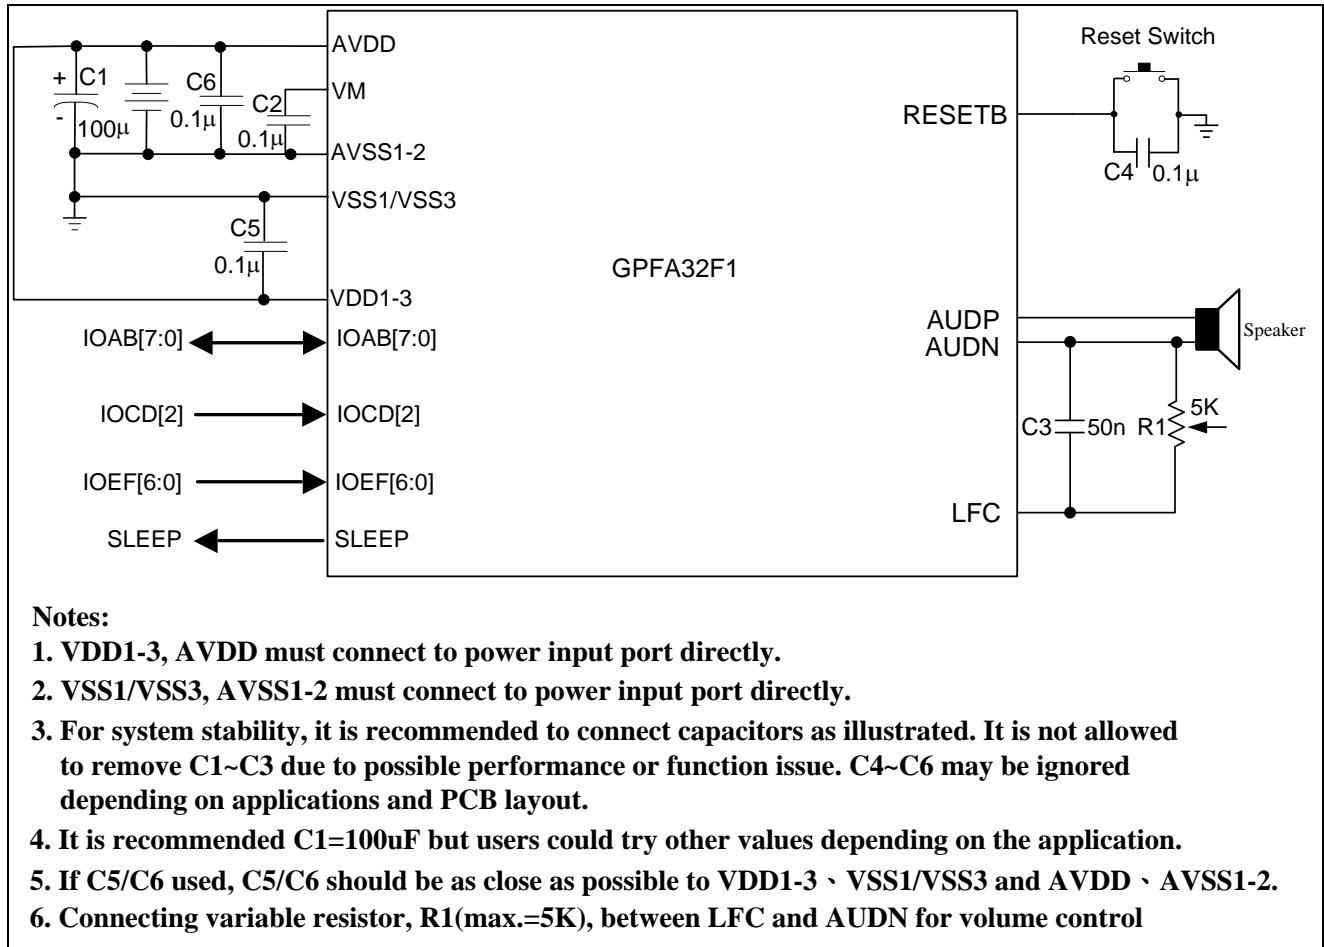 AVDD
VM
AVSS1-2
VSS1/VSS3
VDD1-3
+ C1
- 100μ
C6
0.1μ
C2
0.1μ
C5
0.1μ
IOAB[7:0] IOAB[7:0]
IOCD[2] IOCD[2]
IOEF[6:0] IOEF[6:0]
SLEEP SLEEP
GPFA32F1
Reset Switch
RESETB
C4 0.1μ
AUDP
AUDN
Speaker
C3 50n R1 5K
LFC
Notes:
1. VDD1-3, AVDD must connect to power input port directly.
2. VSS1/VSS3, AVSS1-2 must connect to power input port directly.
3. For system stability, it is recommended to connect capacitors as illustrated. It is not allowed
to remove C1~C3 due to possible performance or function issue. C4~C6 may be ignored
depending on applications and PCB layout.
4. It is recommended C1=100uF but users could try other values depending on the application.
5. If C5/C6 used, C5/C6 should be as close as possible to VDD1-3、VSS1/VSS3 and AVDD、AVSS1-2.
6. Connecting variable resistor, R1(max.=5K), between LFC and AUDN for volume control